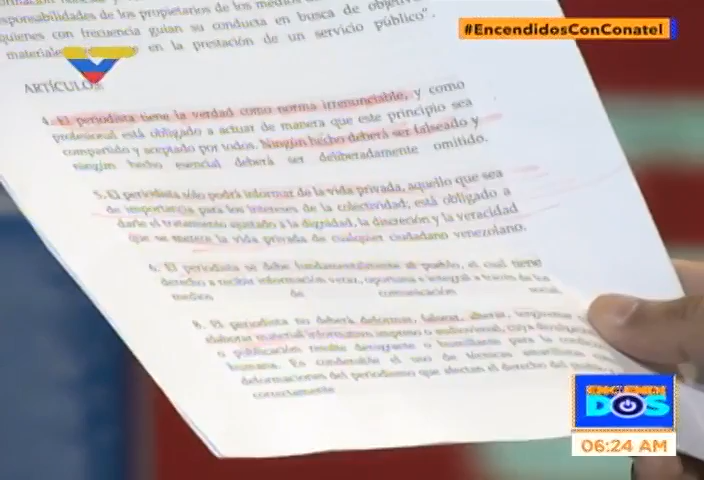 responsabilidades de los propietarios de los medios
quienes con frecuencia guían su conducta en busca de
materiales en la prestación de un servicio público".
#EncendidosConConatel
ARTÍCULOS:
4. El periodista tiene la verdad como norma irrenunciable, y como
profesional está obligado a actuar de manera que este principio sea
compartido y aceptado por todos. Ningún hecho deberá ser falseado y
ningún hecho esencial deberá ser deliberadamente omitido.
5. El periodista sólo podrá informar de la vida privada, aquello que sea
de importancia para los intereses de la colectividad, está obligado a
darle el tratamiento ajustado a la dignidad, la discreción y la veracidad
que se merece la vida privada de cualquier ciudadano venezolano.
6. El periodista se debe fundamentalmente al pueblo, el cual tiene
derecho a recibir información veraz, oportuna e integral a través de los
medios de comunicación social.
El periodista no deberá deformar, falsear, alterar,
elaborar material informativo impreso o audiovisual, cuya
o publicación resulte denigrante o humillante para la
humana. Es condenable el uso de técnicas amarillistas
deformaciones del periodismo que afecten el derecho del
correctamente
DOS
06:24 AM